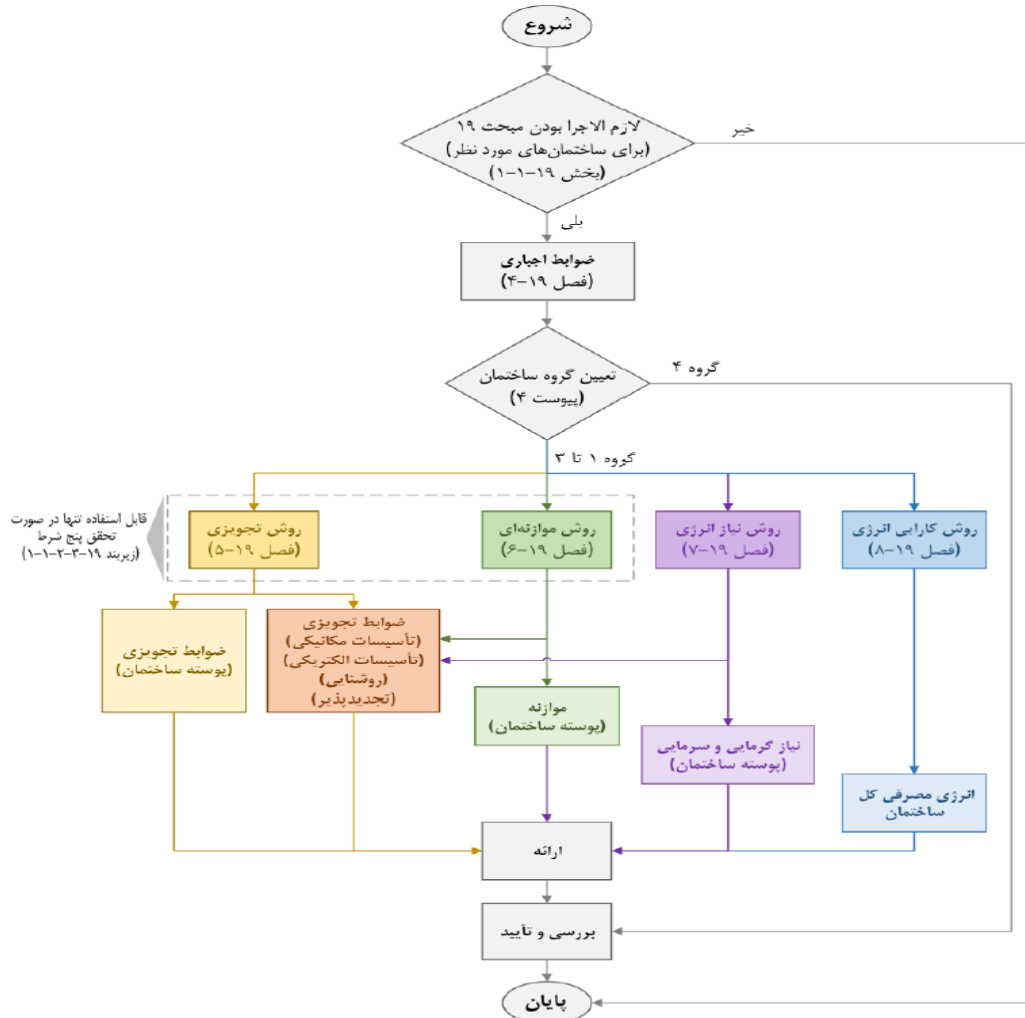 شروع
لازم الاجرا بودن مبحث ۱۹
(برای ساختمان‌های مورد نظر)
(بخش ۱۹-۱-۱)
خیر
بلی
ضوابط اجباری
(فصل ۱۹-۴)
تعیین گروه ساختمان
(پیوست ۴)
گروه ۴
گروه ۱ تا ۳
قابل استفاده تنها در صورت
تحقق پنج شرط
(زیربند ۱۹-۳-۲-۱-۱)
روش تجویزی
(فصل ۱۹-۵)
روش موازنه‌ای
(فصل ۱۹-۶)
روش نیاز انرژی
(فصل ۱۹-۷)
روش کارایی انرژی
(فصل ۱۹-۸)
ضوابط تجویزی
(پوسته ساختمان)
ضوابط تجویزی
(تأسیسات مکانیکی)
(تأسیسات الکتریکی)
(روشنایی)
(تجدیدپذیر)
موازنه
(پوسته ساختمان)
نیاز گرمایی و سرمایی
(پوسته ساختمان)
انرژی مصرفی کل
ساختمان
ارائه
بررسی و تأیید
پایان